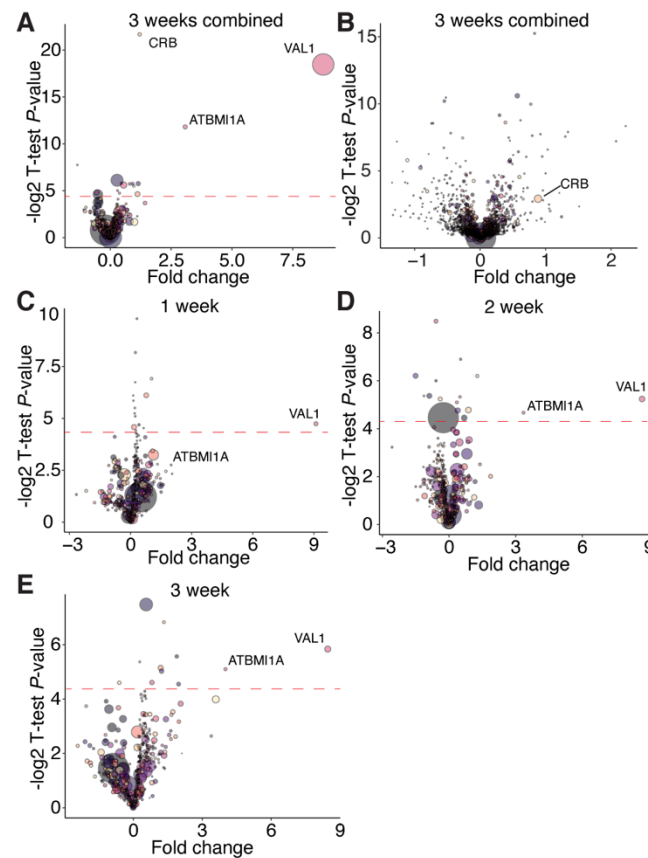 A
3 weeks combined
-log2 T-test P-value
20
15
10
5
0
CRB
VAL1
ATBMI1A
0.0
2.5
5.0
7.5
Fold change
B
3 weeks combined
-log2 T-test P-value
15
10
5
0
CRB
-1
0
1
2
Fold change
C
1 week
-log2 T-test P-value
10
7.5
5
2.5
0
VAL1
ATBMI1A
-3
0
3
6
9
Fold change
D
2 week
-log2 T-test P-value
8
6
4
2
0
VAL1
ATBMI1A
-3
0
3
6
9
Fold change
E
3 week
-log2 T-test P-value
6
4
2
0
VAL1
ATBMI1A
0
3
6
9
Fold change